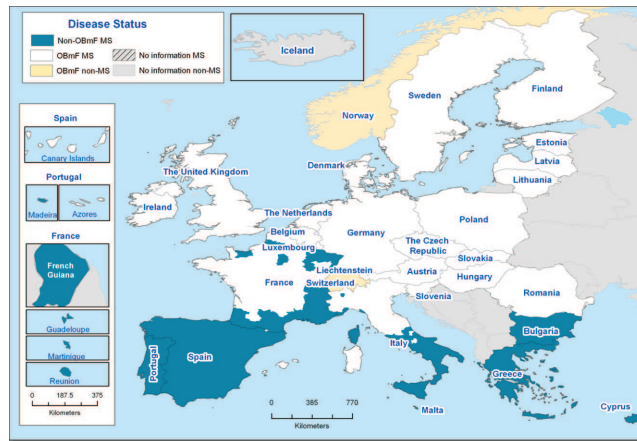 Disease Status
Non-OBmF MS
OBmF MS
No information MS
OBmF non-MS
No information non-MS
Iceland
Norway
Sweden
Finland
Estonia
Latvia
Lithuania
Denmark
The United Kingdom
Ireland
The Netherlands
Belgium
Luxembourg
Germany
Poland
The Czech
Republic
Slovakia
Liechtenstein
Austria
Hungary
Switzerland
France
Slovenia
Romania
Bulgaria
Italy
Greece
Portugal
Spain
Malta
Cyprus
Spain
Canary Islands
Portugal
Madeira
Azores
France
French
Guiana
Guadeloupe
Martinique
Reunion
0 187.5 375
Kilometers
0 385 770
Kilometers